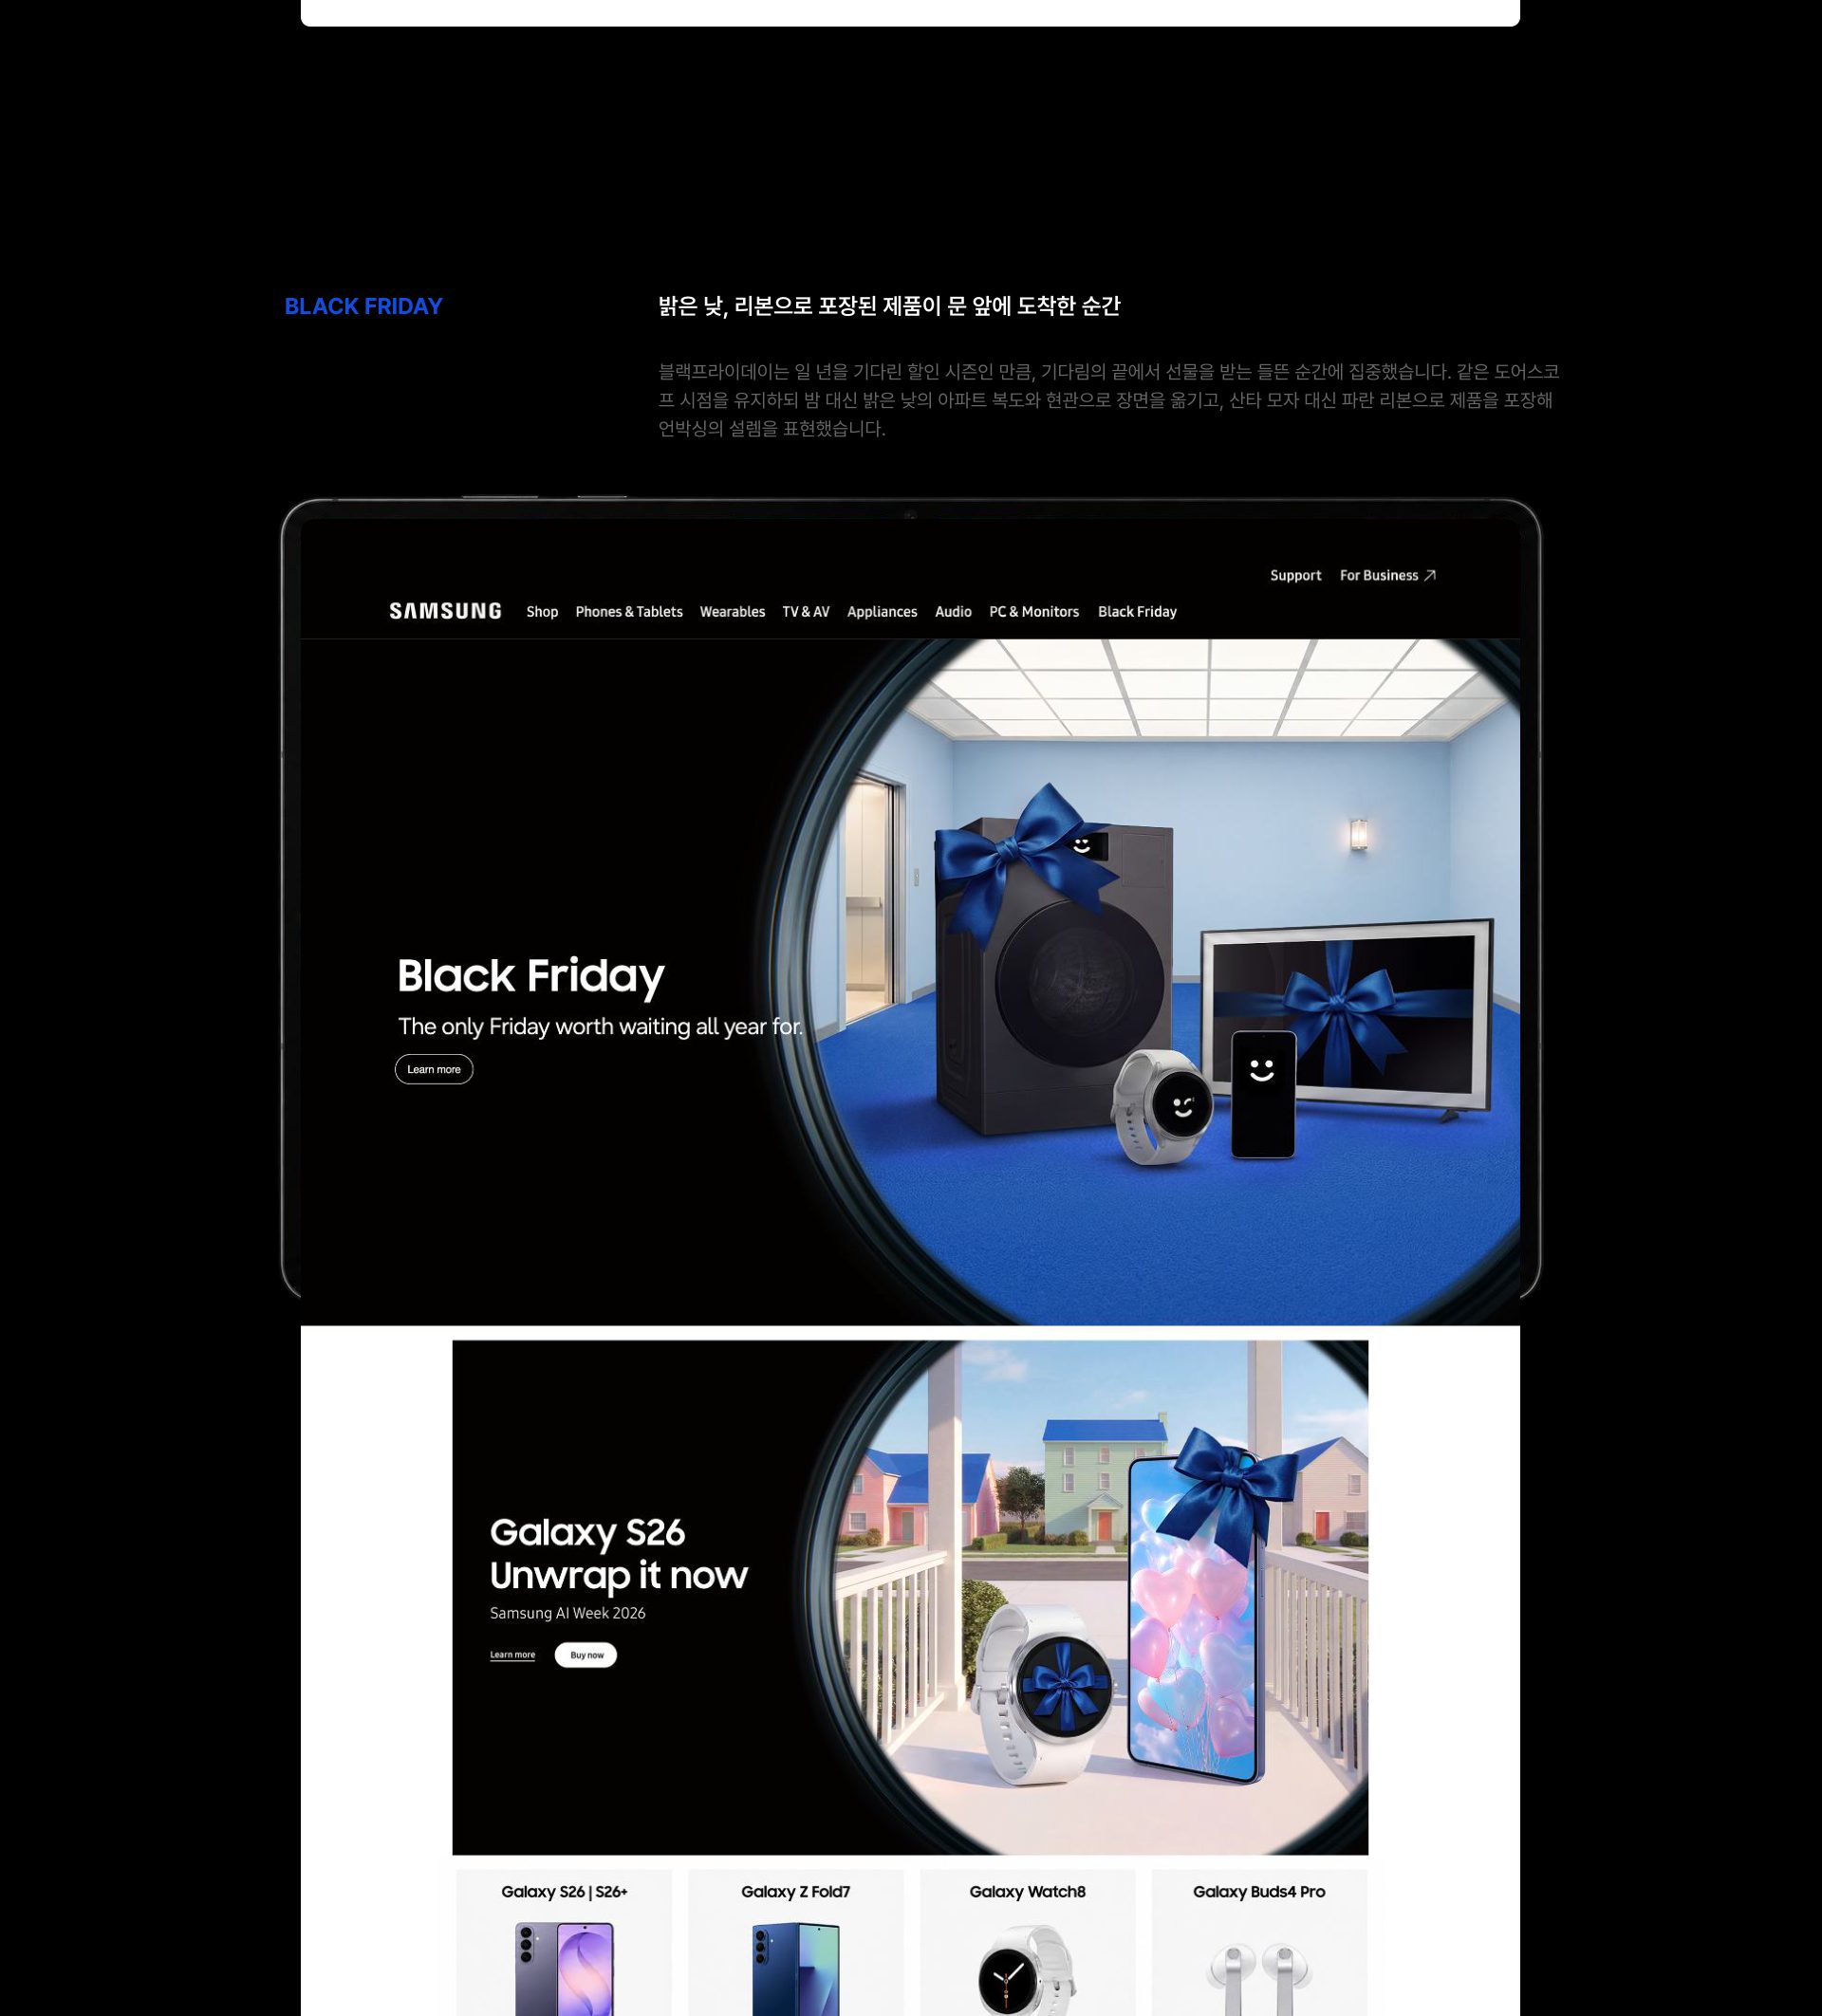 BLACK FRIDAY
밝은 낮, 리본으로 포장된 제품이 문 앞에 도착한 순간
블랙프라이데이는 일 년을 기다린 할인 시즌인 만큼, 기다림의 끝에서 선물을 받는 들뜬 순간에 집중했습니다. 같은 도어스코
프 시점을 유지하되 밤 대신 밝은 낮의 아파트 복도와 현관으로 장면을 옮기고, 산타 모자 대신 파란 리본으로 제품을 포장해
언박싱의 설렘을 표현했습니다.
Support For Business
SAMSUNG Shop Phones & Tablets Wearables TV & AV Appliances Audio PC & Monitors Black Friday
Black Friday
The only Friday worth waiting all year for.
Learn more
Galaxy S26
Unwrap it now
Samsung AI Week 2026
Learn more Buy now
Galaxy S26 | S26+ Galaxy Z Fold7 Galaxy Watch8 Galaxy Buds4 Pro